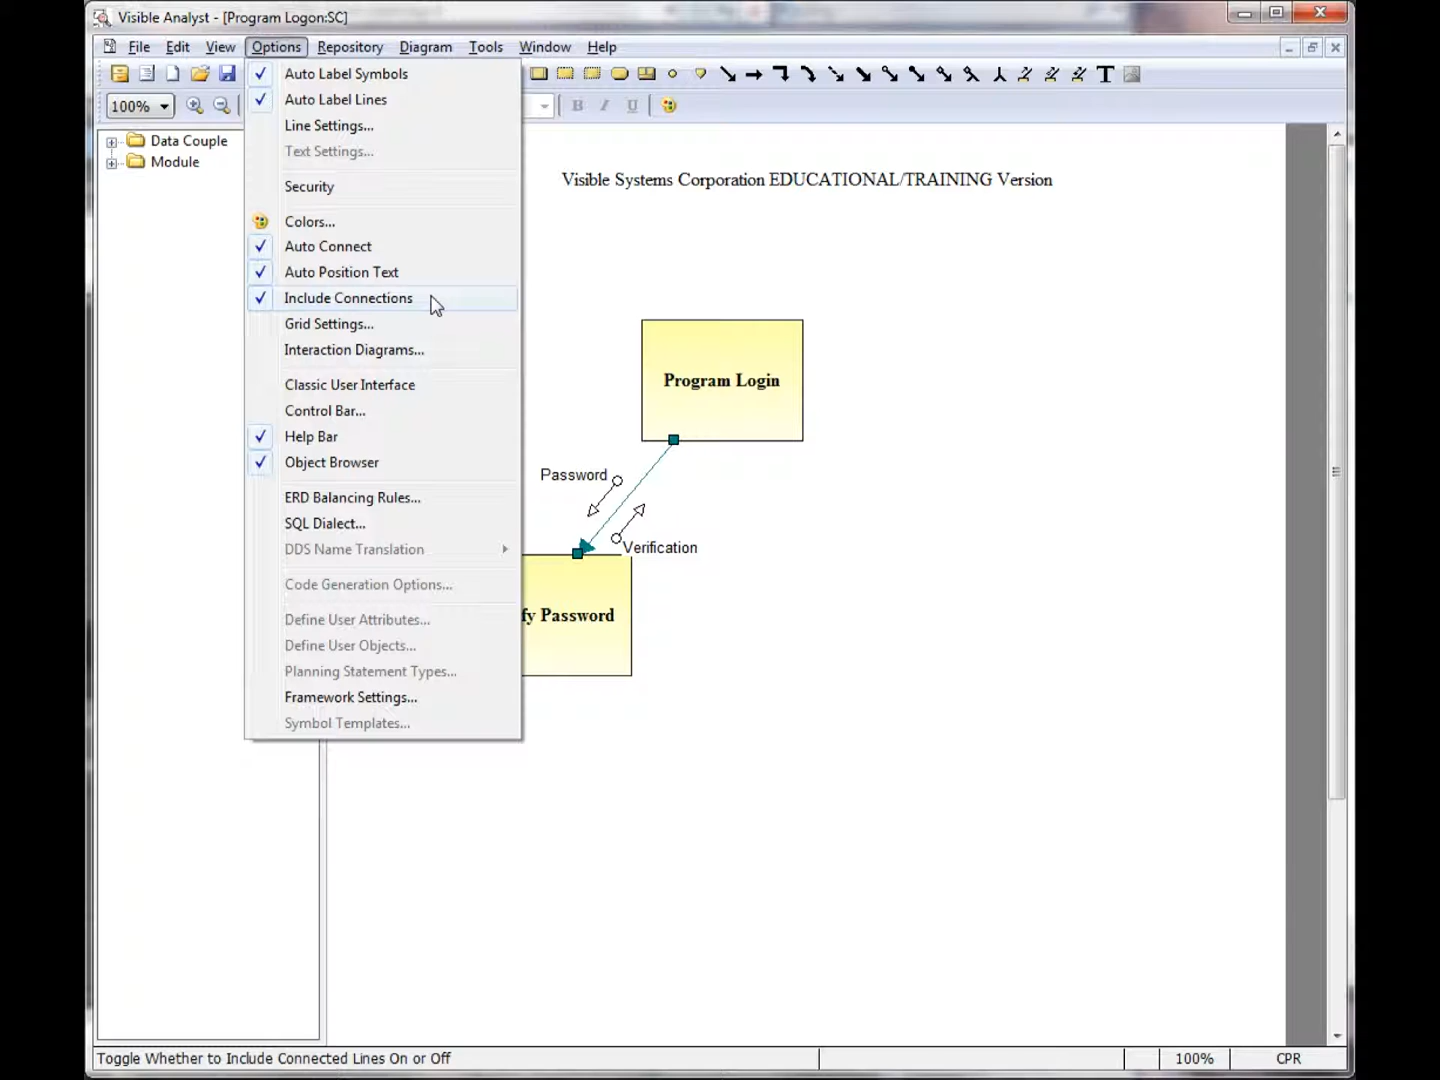 Visible Analyst - [Program Logon:SC]
File Edit View Options Repository Diagram Tools Window Help
100%
B I U
Data Couple
Module
Auto Label Symbols
Auto Label Lines
Line Settings...
Text Settings...
Security
Colors...
Auto Connect
Auto Position Text
Include Connections
Grid Settings...
Interaction Diagrams...
Classic User Interface
Control Bar...
Help Bar
Object Browser
ERD Balancing Rules...
SQL Dialect...
DDS Name Translation
Code Generation Options...
Define User Attributes...
Define User Objects...
Planning Statement Types...
Framework Settings...
Symbol Templates...
Visible Systems Corporation EDUCATIONAL/TRAINING Version
Program Login
Password
Verification
fy Password
Toggle Whether to Include Connected Lines On or Off
100% CPR